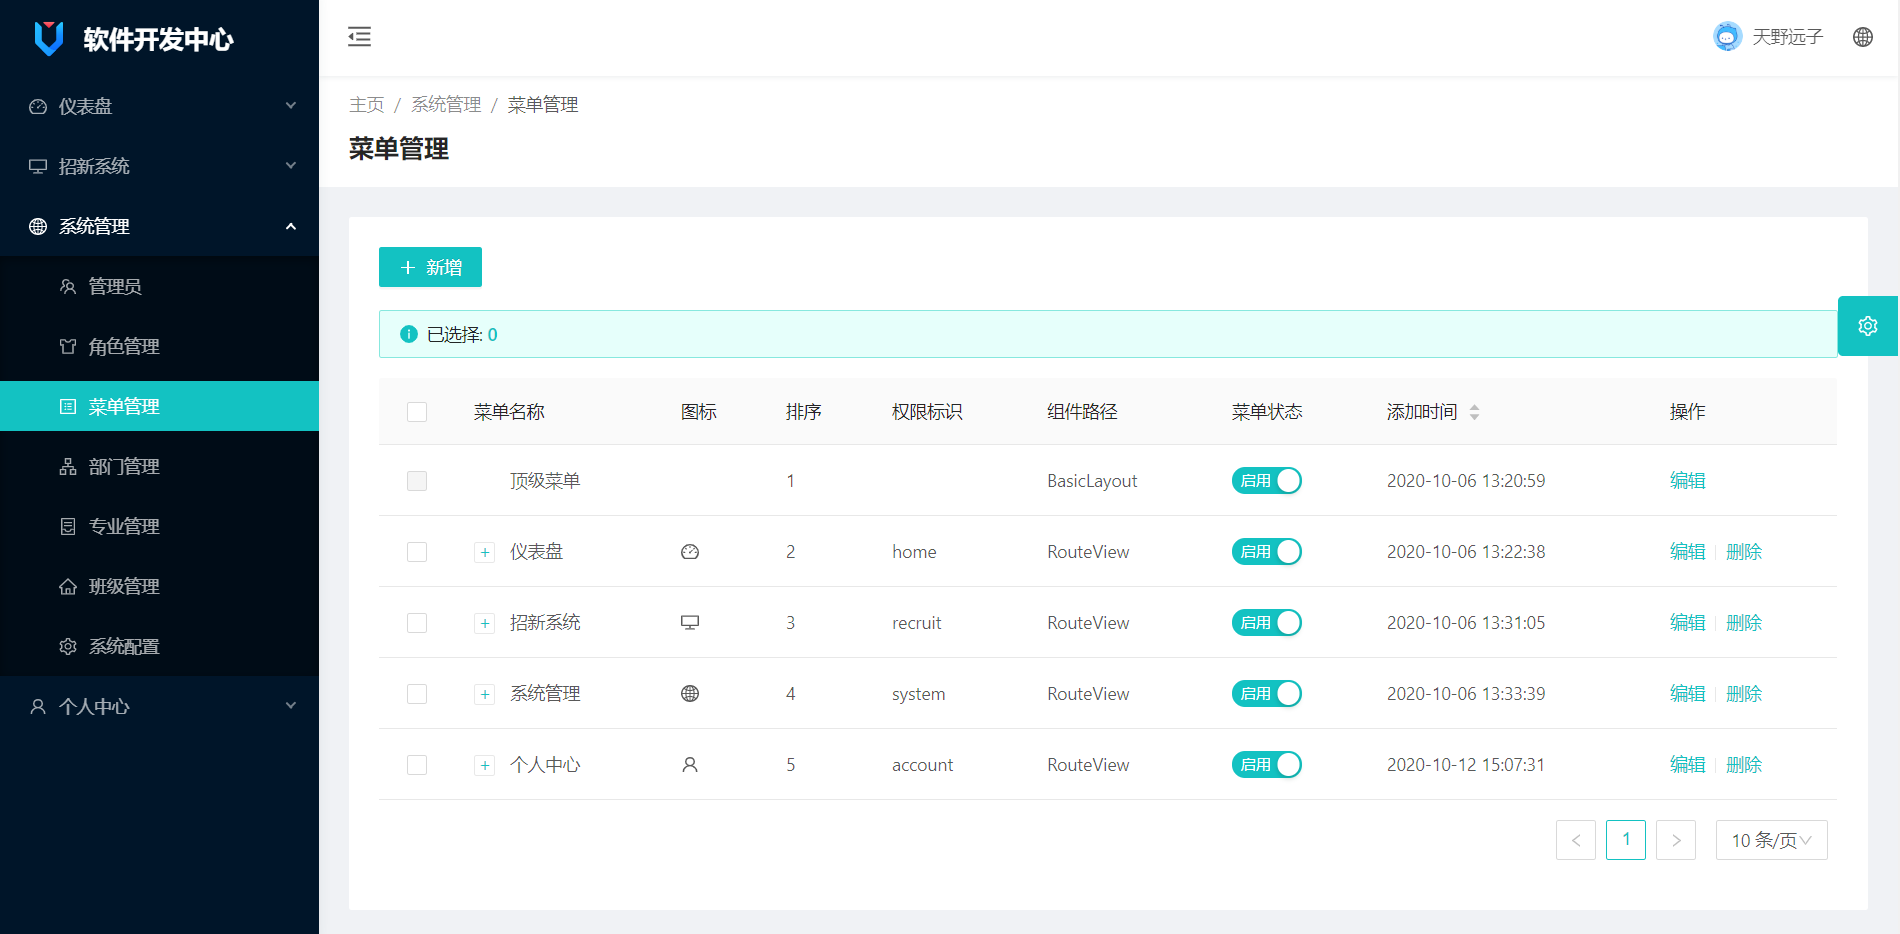 软件开发中心
仪表盘
招新系统
系统管理
管理员
角色管理
菜单管理
部门管理
专业管理
班级管理
系统配置
个人中心
天野远子
主页 / 系统管理 / 菜单管理
菜单管理
+ 新增
已选择: 0
菜单名称 图标 排序 权限标识 组件路径 菜单状态 添加时间 操作
顶级菜单 1 BasicLayout 启用 2020-10-06 13:20:59 编辑
+ 仪表盘 2 home RouteView 启用 2020-10-06 13:22:38 编辑 删除
+ 招新系统 3 recruit RouteView 启用 2020-10-06 13:31:05 编辑 删除
+ 系统管理 4 system RouteView 启用 2020-10-06 13:33:39 编辑 删除
+ 个人中心 5 account RouteView 启用 2020-10-12 15:07:31 编辑 删除
< 1 > 10 条/页